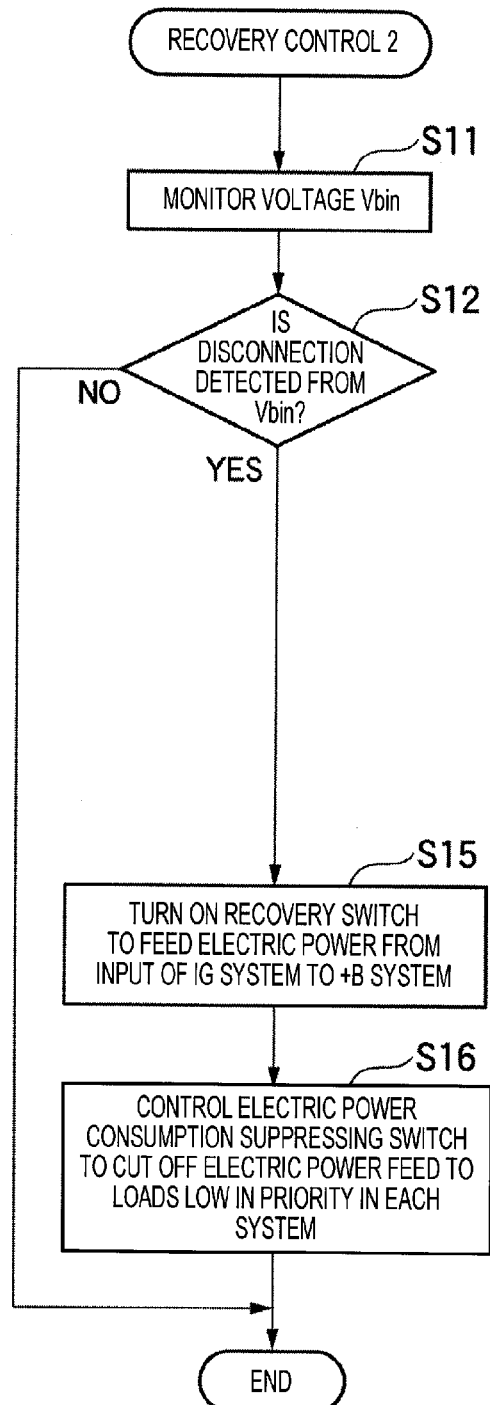 RECOVERY CONTROL 2
S11
MONITOR VOLTAGE Vbin
S12
IS
DISCONNECTION
DETECTED FROM
Vbin?
NO
YES
S15
TURN ON RECOVERY SWITCH
TO FEED ELECTRIC POWER FROM
INPUT OF IG SYSTEM TO +B SYSTEM
S16
CONTROL ELECTRIC POWER
CONSUMPTION SUPPRESSING SWITCH
TO CUT OFF ELECTRIC POWER FEED TO
LOADS LOW IN PRIORITY IN EACH
SYSTEM
END